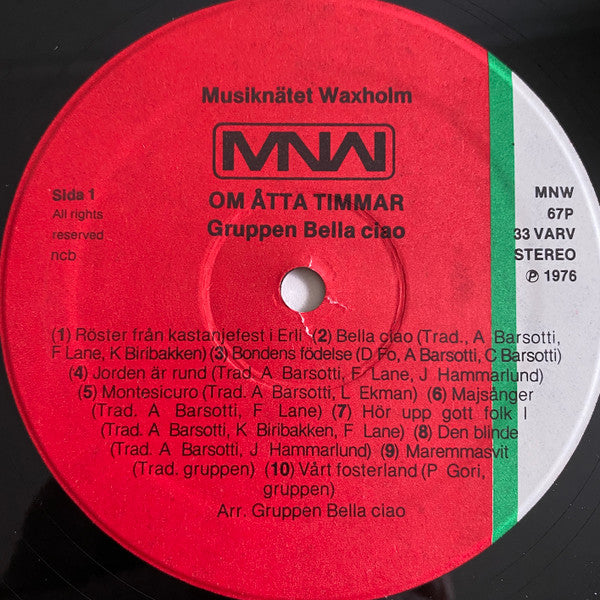 Musiknätet Waxholm
MNW
OM ÅTTA TIMMAR
Gruppen Bella ciao
Sida 1
All rights
reserved
ncb
MNW
67P
33 VARV
STEREO
℗ 1976
(1) Röster från kastanjefest i Erli (2) Bella ciao (Trad., A Barsotti,
F Lane, K Biribakken) (3) Bondens födelse (D Fo, A Barsotti, C Barsotti)
(4) Jorden är rund (Trad. A Barsotti, F Lane, J Hammarlund)
(5) Montesicuro (Trad. A Barsotti, L Ekman) (6) Majsånger
(Trad. A Barsotti, F Lane) (7) Hör upp gott folk I
(Trad. A Barsotti, K Biribakken, F Lane) (8) Den blinde
(Trad. A Barsotti, J Hammarlund) (9) Maremmasvit
(Trad. gruppen) (10) Vårt fosterland (P Gori,
gruppen)
Arr. Gruppen Bella ciao